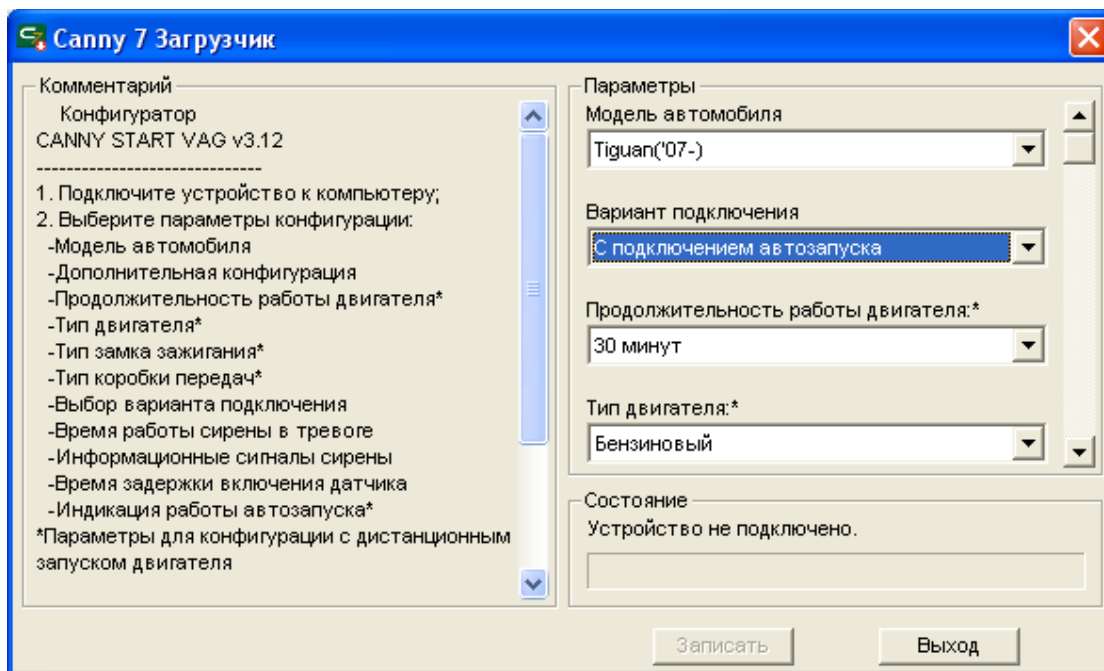 Canny 7 Загрузчик
Комментарий
Конфигуратор
CANNY START VAG v3.12
------------------------------
1. Подключите устройство к компьютеру;
2. Выберите параметры конфигурации:
-Модель автомобиля
-Дополнительная конфигурация
-Продолжительность работы двигателя*
-Тип двигателя*
-Тип замка зажигания*
-Тип коробки передач*
-Выбор варианта подключения
-Время работы сирены в тревоге
-Информационные сигналы сирены
-Время задержки включения датчика
-Индикация работы автозапуска*
*Параметры для конфигурации с дистанционным
запуском двигателя
Параметры
Модель автомобиля
Tiguan('07-)
Вариант подключения
С подключением автозапуска
Продолжительность работы двигателя:*
30 минут
Тип двигателя:*
Бензиновый
Состояние
Устройство не подключено.
Записать
Выход